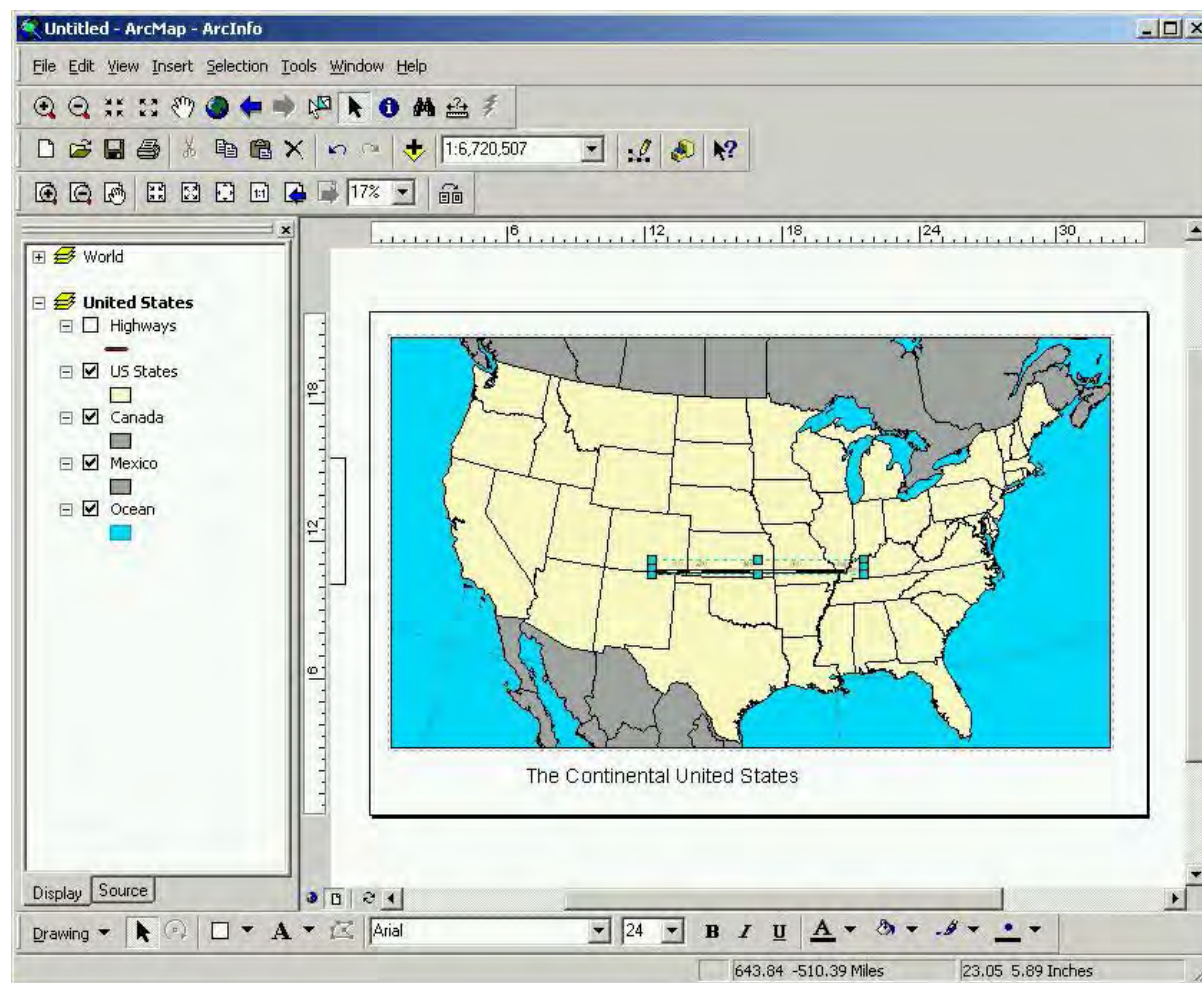 Untitled - ArcMap - ArcInfo
File Edit View Insert Selection Tools Window Help
1:6,720,507
1:1 17%
World
United States
Highways
US States
Canada
Mexico
Ocean
6 12 18 24 30
18
12
6
The Continental United States
Display Source
Drawing A Arial 24 B I U A
643.84 -510.39 Miles 23.05 5.89 Inches